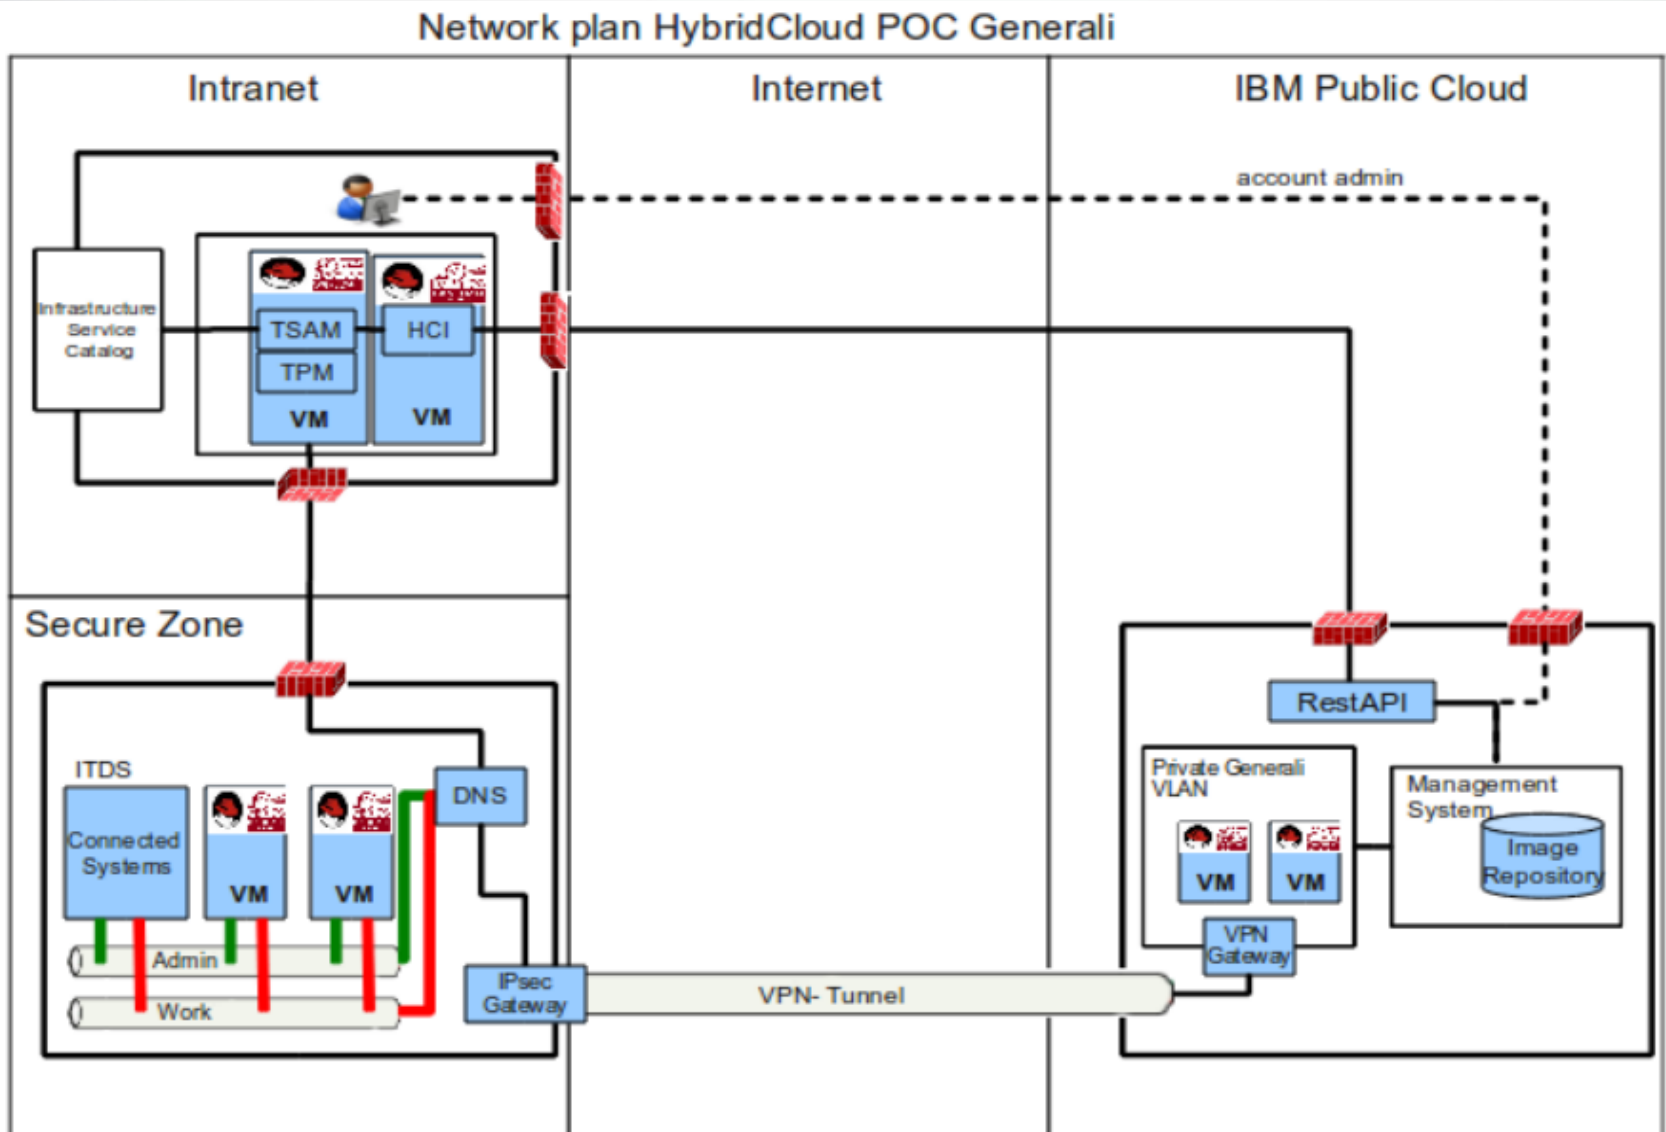 Network plan HybridCloud POC Generali
Intranet
Internet
IBM Public Cloud
account admin
Infrastructure
Service
Catalog
TSAM
HCI
TPM
VM
VM
Secure Zone
RestAPI
ITDS
Connected
Systems
VM
VM
DNS
Private Generali
VLAN
VM
VM
Management
System
Image
Repository
VPN
Gateway
Admin
Work
IPsec
Gateway
VPN- Tunnel